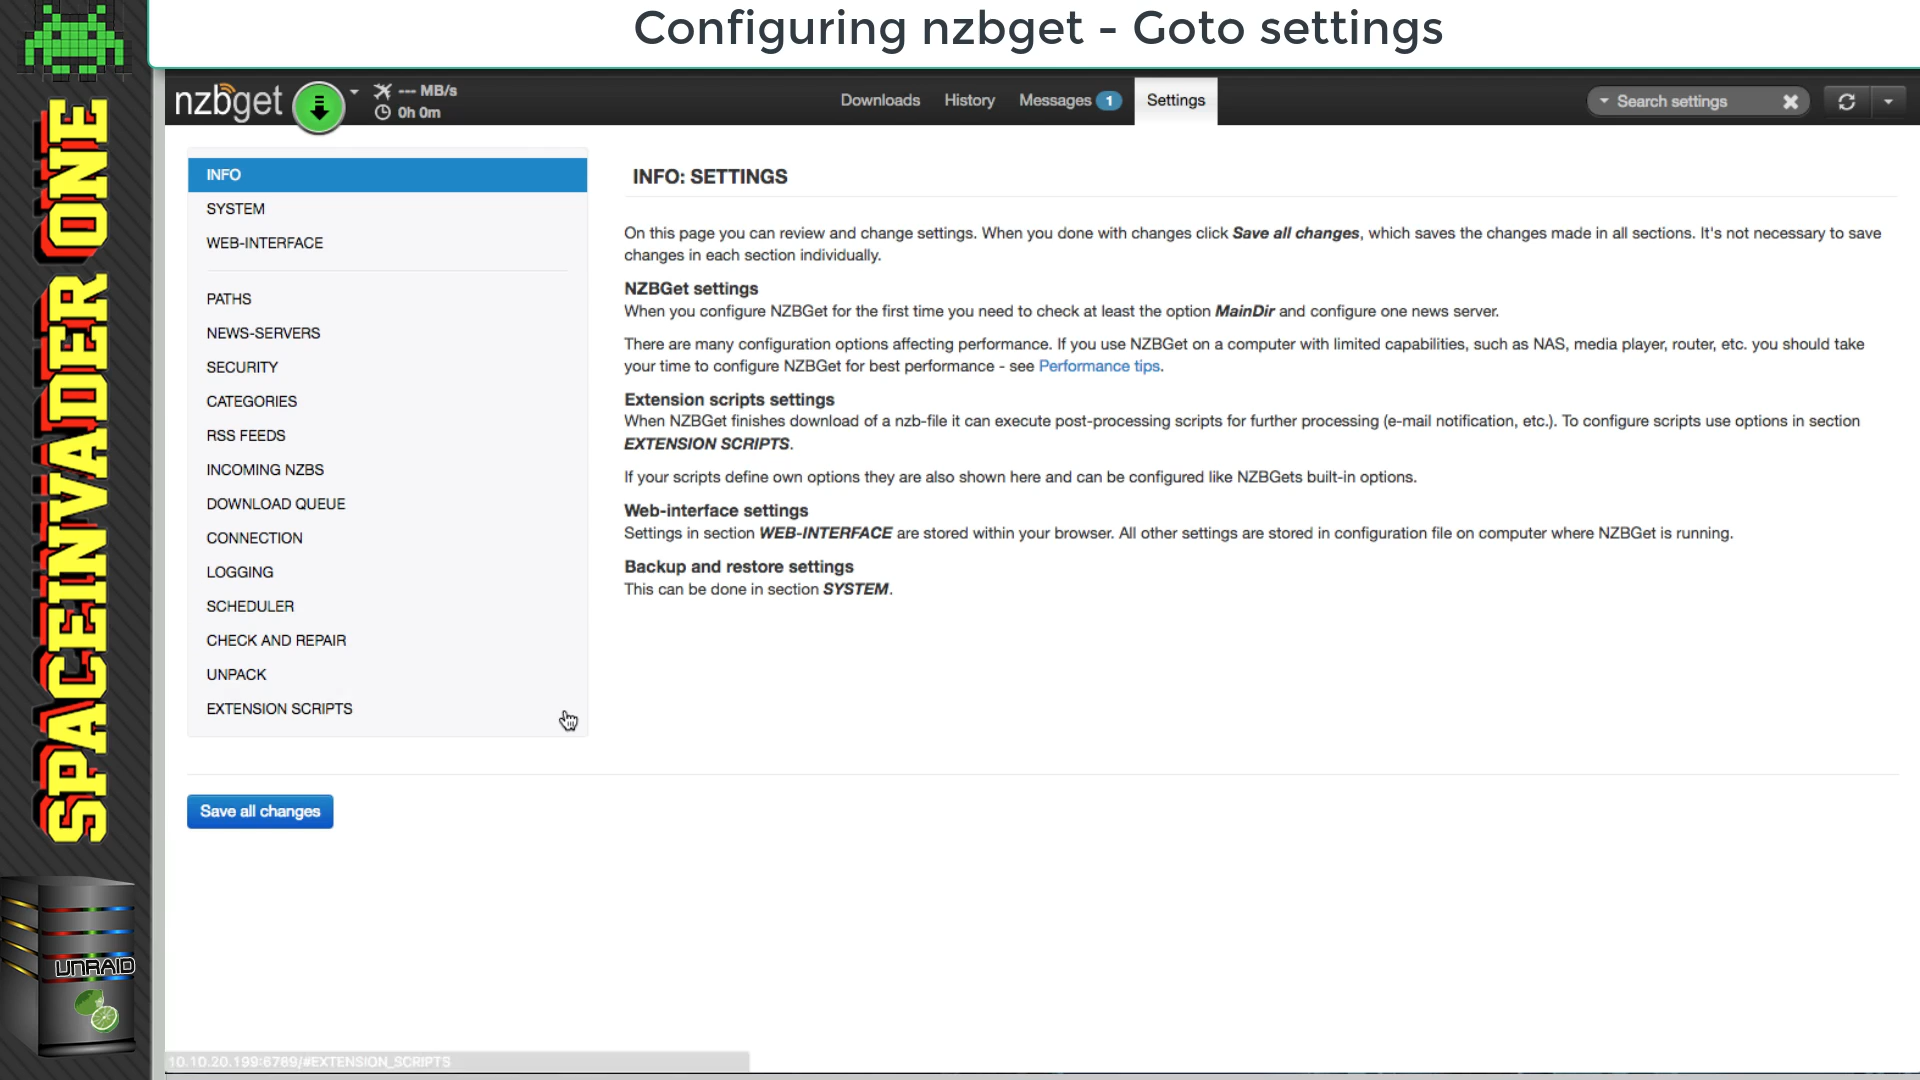 Configuring nzbget - Goto settings
SPACEINVADER ONE
nzbget
--- MB/s
0h 0m
Downloads
History
Messages 1
Settings
Search settings
INFO
SYSTEM
WEB-INTERFACE
PATHS
NEWS-SERVERS
SECURITY
CATEGORIES
RSS FEEDS
INCOMING NZBS
DOWNLOAD QUEUE
CONNECTION
LOGGING
SCHEDULER
CHECK AND REPAIR
UNPACK
EXTENSION SCRIPTS
INFO: SETTINGS
On this page you can review and change settings. When you done with changes click Save all changes, which saves the changes made in all sections. It's not necessary to save
changes in each section individually.
NZBGet settings
When you configure NZBGet for the first time you need to check at least the option MainDir and configure one news server.
There are many configuration options affecting performance. If you use NZBGet on a computer with limited capabilities, such as NAS, media player, router, etc. you should take
your time to configure NZBGet for best performance - see Performance tips.
Extension scripts settings
When NZBGet finishes download of a nzb-file it can execute post-processing scripts for further processing (e-mail notification, etc.). To configure scripts use options in section
EXTENSION SCRIPTS.
If your scripts define own options they are also shown here and can be configured like NZBGets built-in options.
Web-interface settings
Settings in section WEB-INTERFACE are stored within your browser. All other settings are stored in configuration file on computer where NZBGet is running.
Backup and restore settings
This can be done in section SYSTEM.
Save all changes
UNRAID
10.10.20.199:6789/#EXTENSION_SCRIPTS